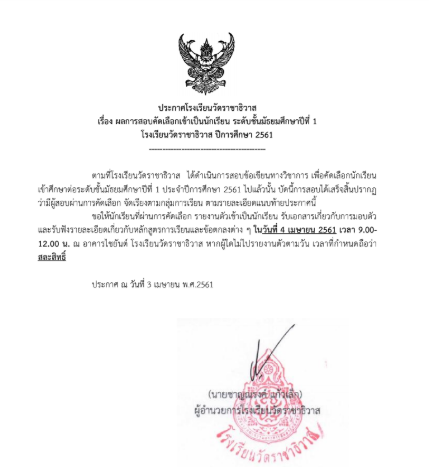 ประกาศโรงเรียนวัดราชาธิวาส
เรื่อง ผลการสอบคัดเลือกเข้าเป็นนักเรียน ระดับชั้นมัธยมศึกษาปีที่ 1
โรงเรียนวัดราชาธิวาส ปีการศึกษา 2561
ตามที่โรงเรียนวัดราชาธิวาส ได้ดำเนินการสอบข้อเขียนทางวิชาการ เพื่อคัดเลือกนักเรียน
เข้าศึกษาต่อระดับชั้นมัธยมศึกษาปีที่ 1 ประจำปีการศึกษา 2561 ไปแล้วนั้น บัดนี้การสอบได้เสร็จสิ้นปรากฏ
ว่ามีผู้สอบผ่านการคัดเลือก จัดเรียงตามกลุ่มการเรียน ตามรายละเอียดแนบท้ายประกาศนี้
ขอให้นักเรียนที่ผ่านการคัดเลือก รายงานตัวเข้าเป็นนักเรียน รับเอกสารเกี่ยวกับการมอบตัว
และรับฟังรายละเอียดเกี่ยวกับหลักสูตรการเรียนและข้อตกลงต่าง ๆ ในวันที่ 4 เมษายน 2561 เวลา 9.00-
12.00 น. ณ อาคารไชยันต์ โรงเรียนวัดราชาธิวาส หากผู้ใดไม่ไปรายงานตัวตามวัน เวลาที่กำหนดถือว่า
สละสิทธิ์
ประกาศ ณ วันที่ 3 เมษายน พ.ศ.2561
(นายชาญณรงค์ แก้วเล็ก)
ผู้อำนวยการโรงเรียนวัดราชาธิวาส
โรงเรียนวัดราชาธิวาส